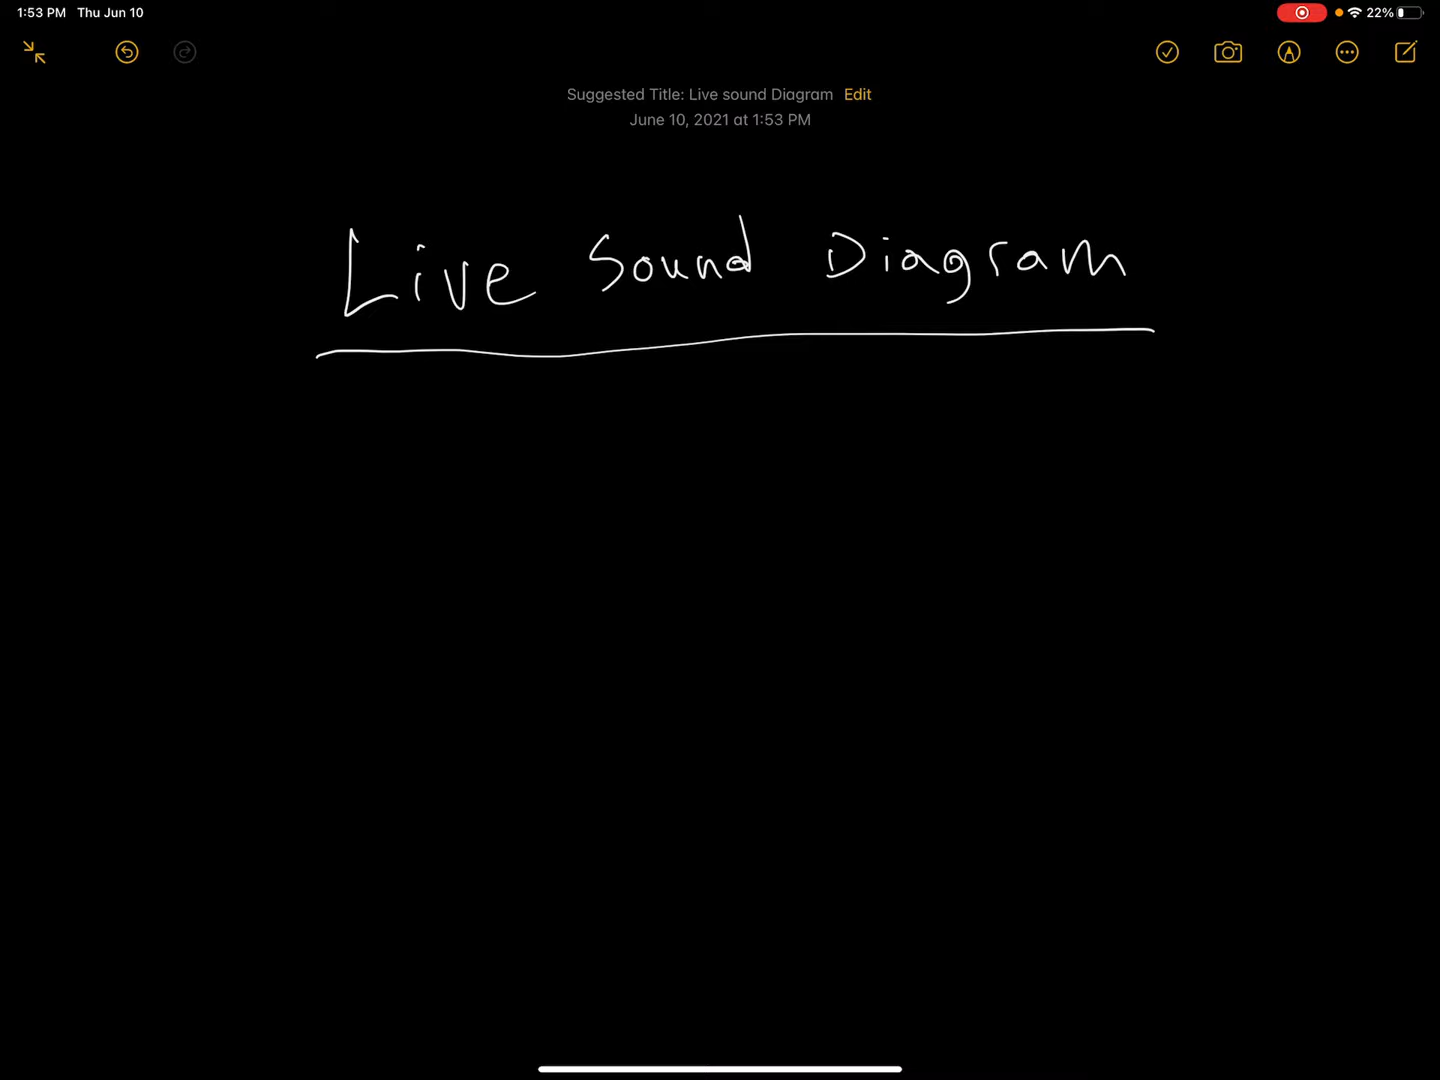 1:53 PM Thu Jun 10 22%
Suggested Title: Live sound Diagram Edit
June 10, 2021 at 1:53 PM
Live Sound Diagram